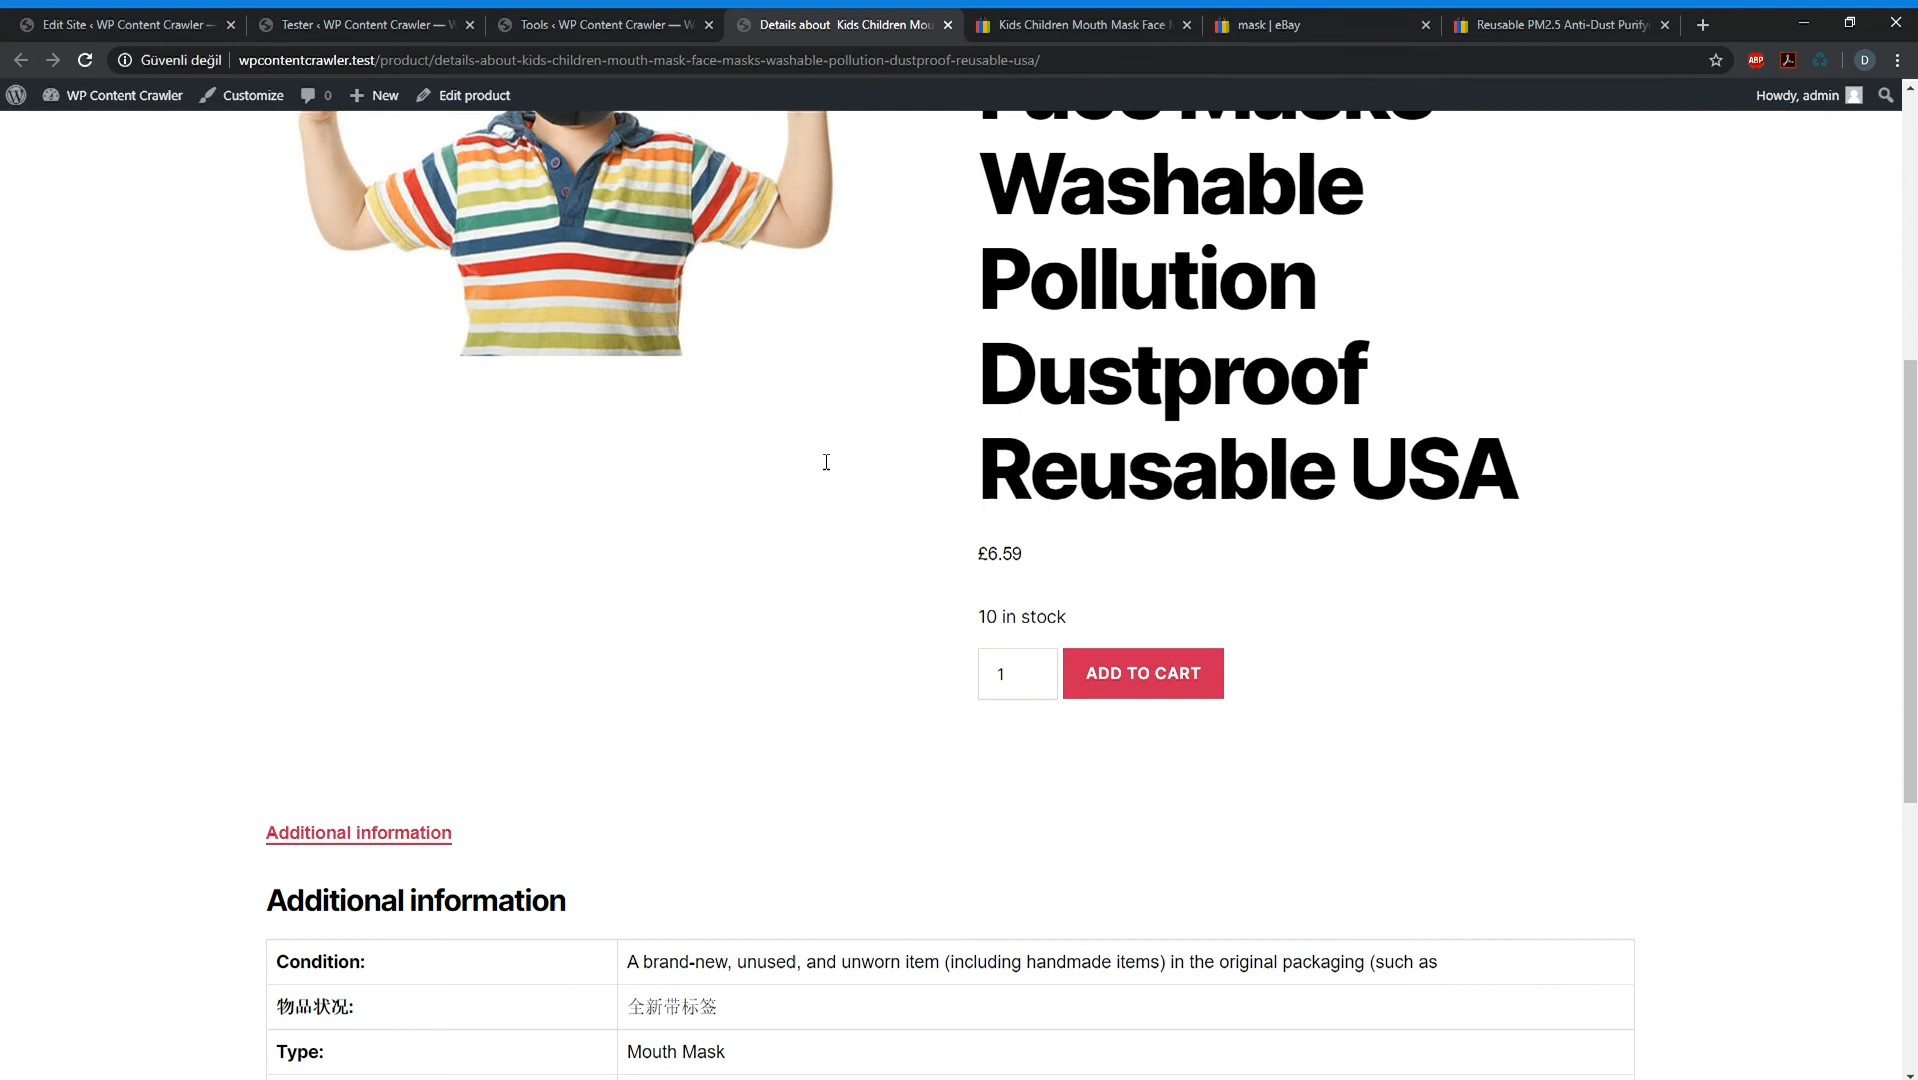 Edit Site ‹ WP Content Crawler —
Tester ‹ WP Content Crawler — W
Tools ‹ WP Content Crawler — W
Details about Kids Children Mou
Kids Children Mouth Mask Face
mask | eBay
Reusable PM2.5 Anti-Dust Purify
Güvenli değil
wpcontentcrawler.test/product/details-about-kids-children-mouth-mask-face-masks-washable-pollution-dustproof-reusable-usa/
ABP
D
WP Content Crawler
Customize
0
New
Edit product
Howdy, admin
Face Masks
Washable
Pollution
Dustproof
Reusable USA
£6.59
10 in stock
1
ADD TO CART
Additional information
Additional information
Condition:
A brand-new, unused, and unworn item (including handmade items) in the original packaging (such as
物品状况:
全新带标签
Type:
Mouth Mask